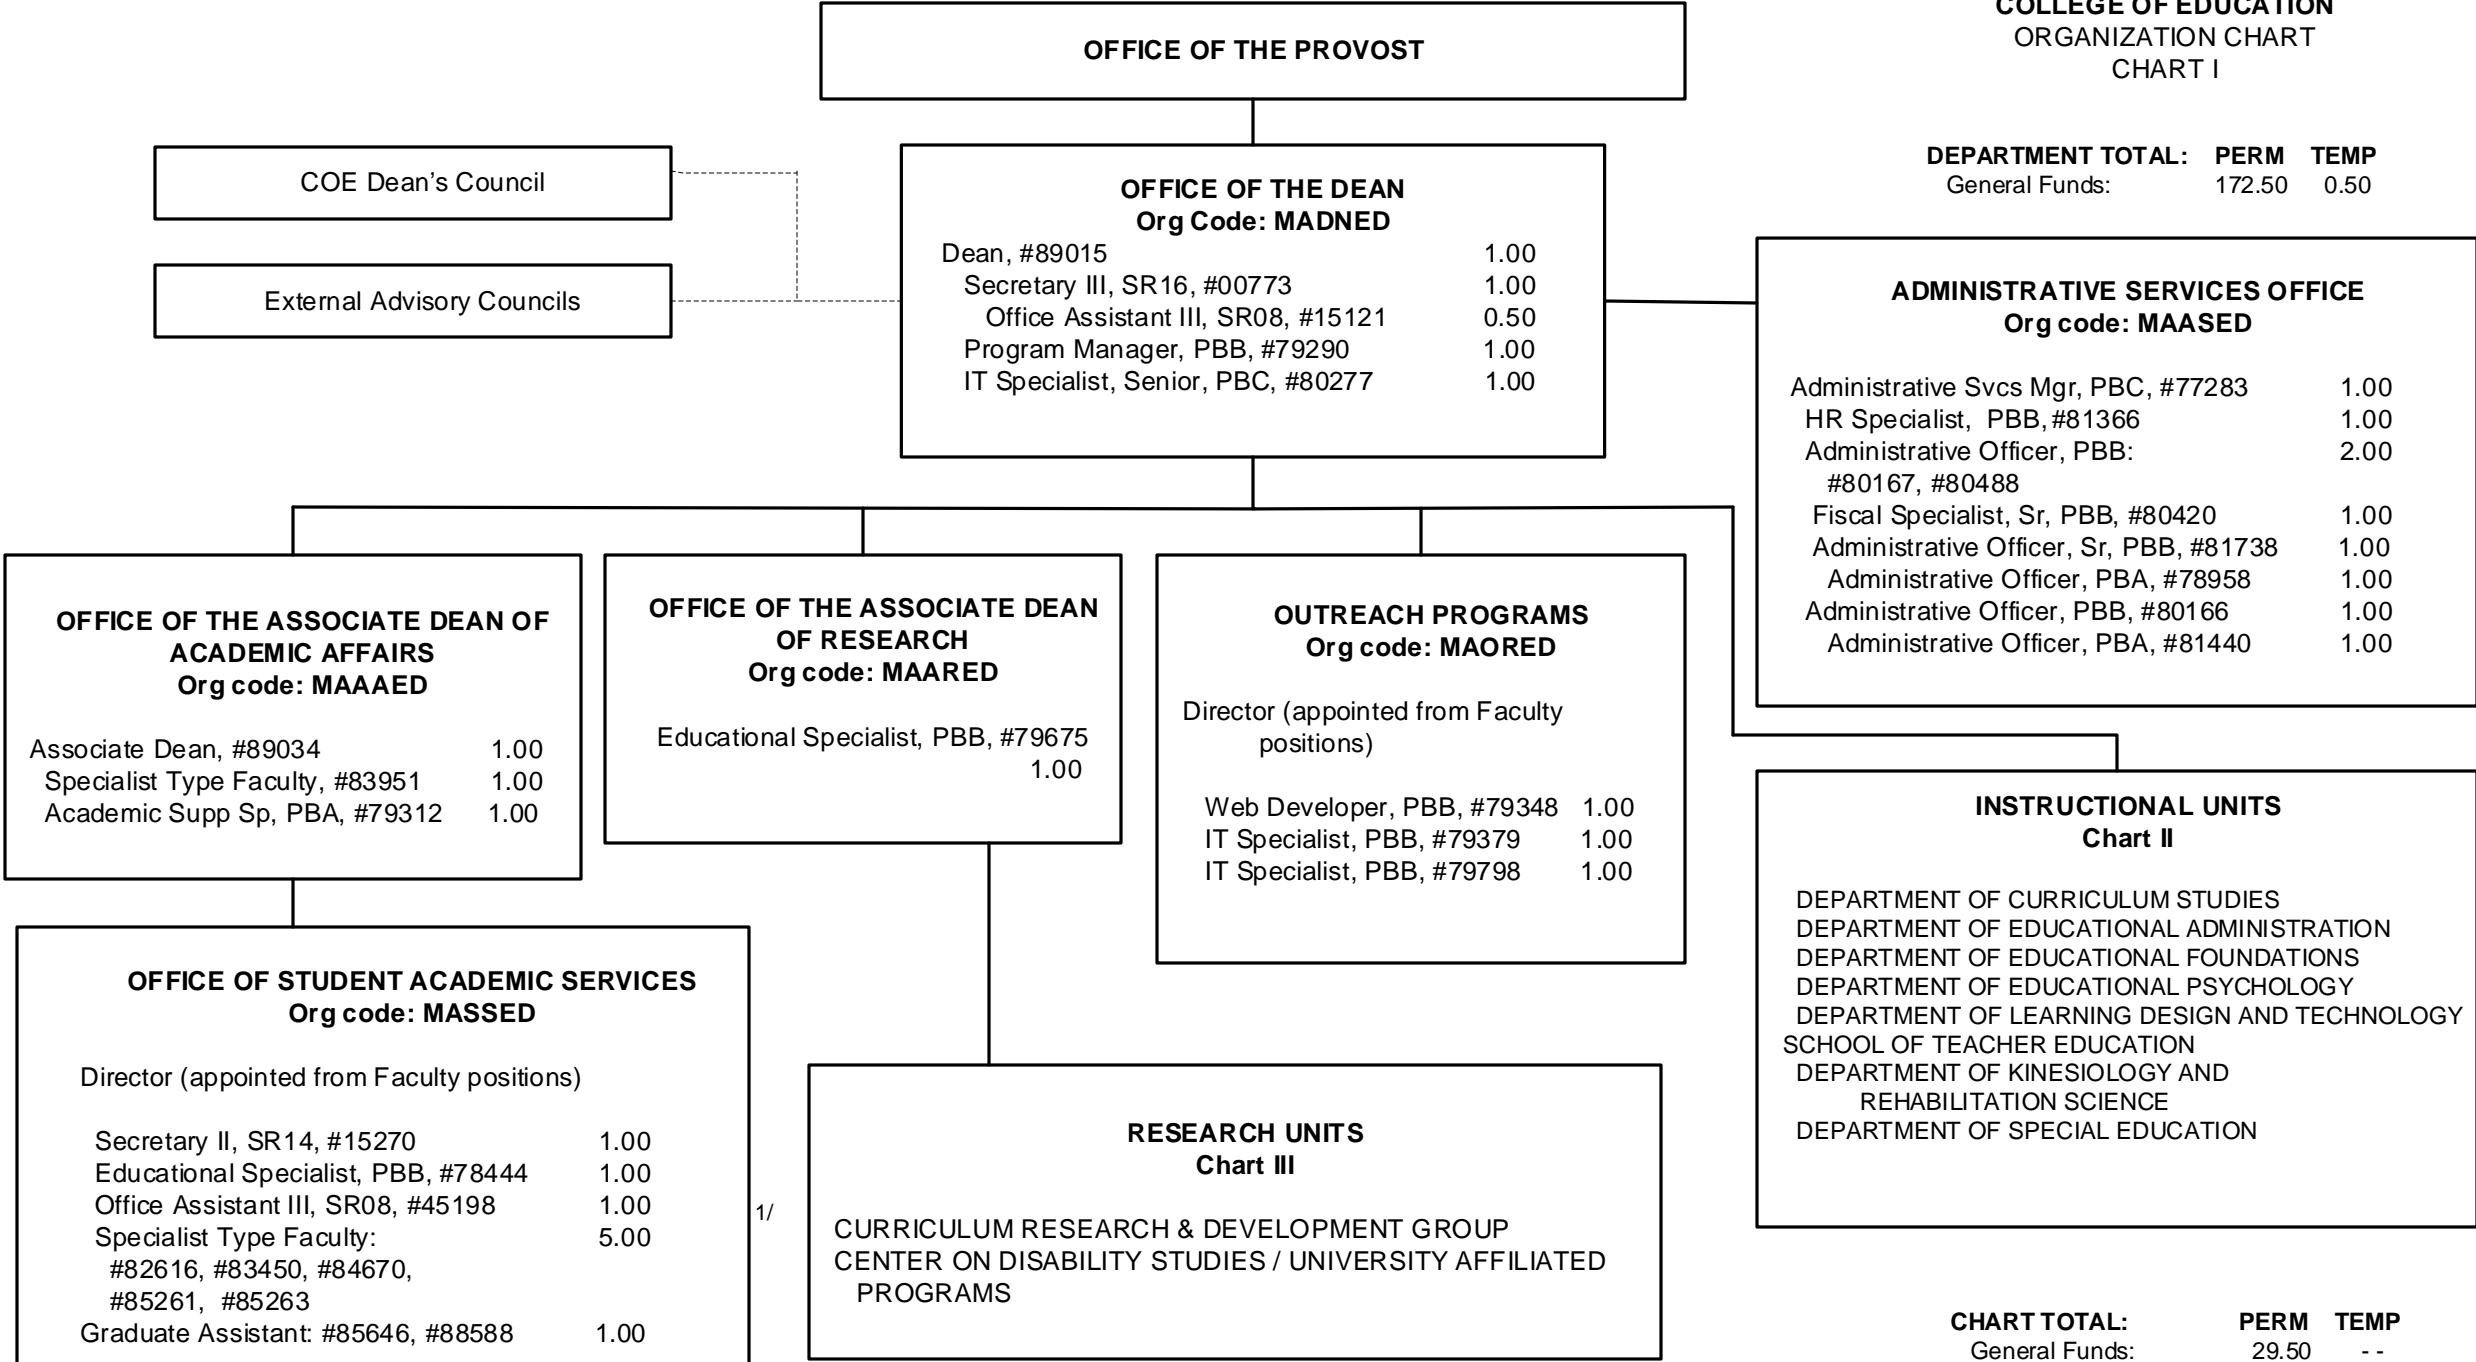 COLLEGE OF EDUCATION
ORGANIZATION CHART
CHART I
OFFICE OF THE PROVOST
DEPARTMENT TOTAL: PERM TEMP
General Funds: 172.50 0.50
COE Dean's Council
External Advisory Councils
OFFICE OF THE DEAN
Org Code: MADNED
Dean, #89015 1.00
Secretary III, SR16, #00773 1.00
Office Assistant III, SR08, #15121 0.50
Program Manager, PBB, #79290 1.00
IT Specialist, Senior, PBC, #80277 1.00
ADMINISTRATIVE SERVICES OFFICE
Org code: MAASED
Administrative Svcs Mgr, PBC, #77283 1.00
HR Specialist, PBB, #81366 1.00
Administrative Officer, PBB: 2.00
#80167, #80488
Fiscal Specialist, Sr, PBB, #80420 1.00
Administrative Officer, Sr, PBB, #81738 1.00
Administrative Officer, PBA, #78958 1.00
Administrative Officer, PBB, #80166 1.00
Administrative Officer, PBA, #81440 1.00
OFFICE OF THE ASSOCIATE DEAN OF
ACADEMIC AFFAIRS
Org code: MAAAED
Associate Dean, #89034 1.00
Specialist Type Faculty, #83951 1.00
Academic Supp Sp, PBA, #79312 1.00
OFFICE OF THE ASSOCIATE DEAN
OF RESEARCH
Org code: MAARED
Educational Specialist, PBB, #79675
1.00
OUTREACH PROGRAMS
Org code: MAORED
Director (appointed from Faculty
positions)
Web Developer, PBB, #79348 1.00
IT Specialist, PBB, #79379 1.00
IT Specialist, PBB, #79798 1.00
INSTRUCTIONAL UNITS
Chart II
DEPARTMENT OF CURRICULUM STUDIES
DEPARTMENT OF EDUCATIONAL ADMINISTRATION
DEPARTMENT OF EDUCATIONAL FOUNDATIONS
DEPARTMENT OF EDUCATIONAL PSYCHOLOGY
DEPARTMENT OF LEARNING DESIGN AND TECHNOLOGY
SCHOOL OF TEACHER EDUCATION
DEPARTMENT OF KINESIOLOGY AND
REHABILITATION SCIENCE
DEPARTMENT OF SPECIAL EDUCATION
OFFICE OF STUDENT ACADEMIC SERVICES
Org code: MASSED
Director (appointed from Faculty positions)
Secretary II, SR14, #15270 1.00
Educational Specialist, PBB, #78444 1.00
Office Assistant III, SR08, #45198 1.00
Specialist Type Faculty: 5.00
#82616, #83450, #84670,
#85261, #85263
Graduate Assistant: #85646, #88588 1.00
1/
RESEARCH UNITS
Chart III
CURRICULUM RESEARCH & DEVELOPMENT GROUP
CENTER ON DISABILITY STUDIES / UNIVERSITY AFFILIATED
PROGRAMS
CHART TOTAL: PERM TEMP
General Funds: 29.50 - -